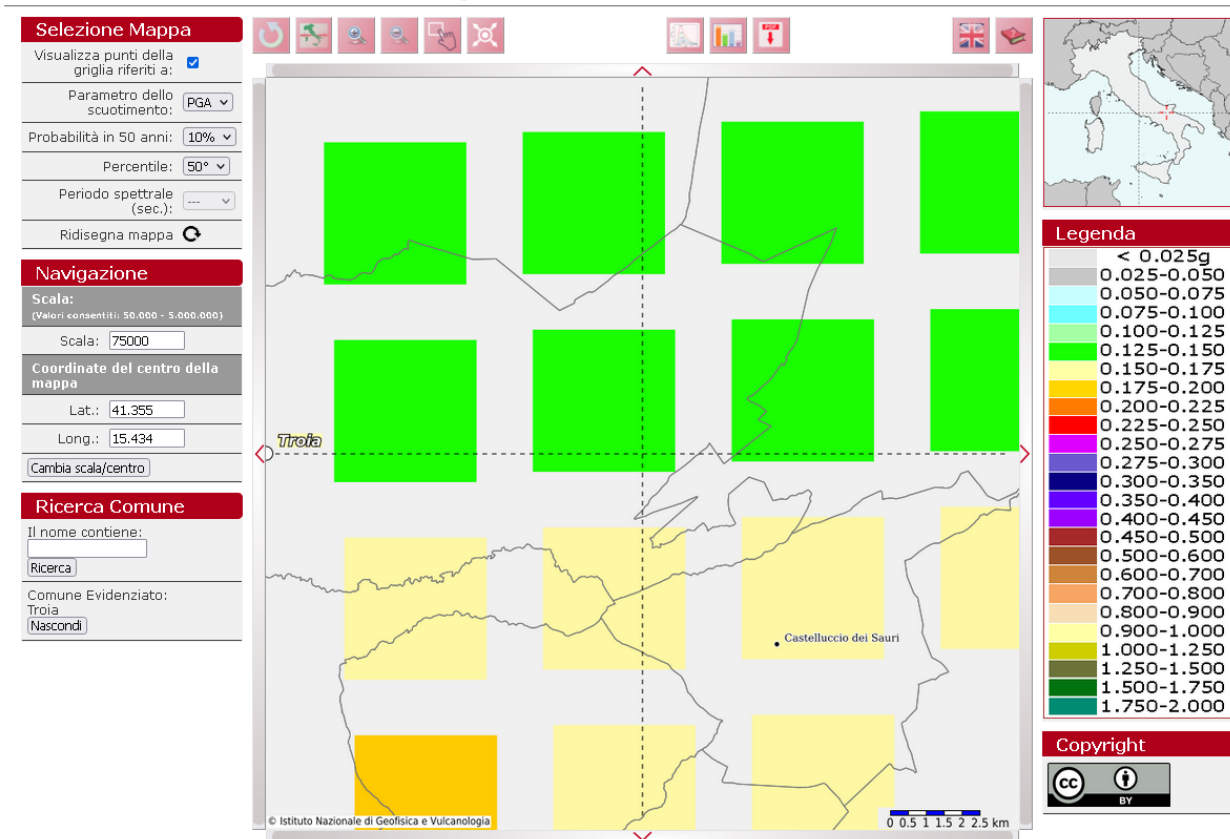 Selezione Mappa
Visualizza punti della
griglia riferiti a:
Parametro dello
scuotimento:
PGA
Probabilità in 50 anni:
10%
Percentile:
50°
Periodo spettrale
(sec.):
---
Ridisegna mappa
Navigazione
Scala:
(Valori consentiti: 50.000 - 5.000.000)
Scala:
75000
Coordinate del centro della
mappa
Lat.:
41.355
Long.:
15.434
Cambia scala/centro
Ricerca Comune
Il nome contiene:
Ricerca
Comune Evidenziato:
Troia
Nascondi
PDF
Troia
Castelluccio dei Sauri
© Istituto Nazionale di Geofisica e Vulcanologia
0 0.5 1 1.5 2 2.5 km
Legenda
< 0.025g
0.025-0.050
0.050-0.075
0.075-0.100
0.100-0.125
0.125-0.150
0.150-0.175
0.175-0.200
0.200-0.225
0.225-0.250
0.250-0.275
0.275-0.300
0.300-0.350
0.350-0.400
0.400-0.450
0.450-0.500
0.500-0.600
0.600-0.700
0.700-0.800
0.800-0.900
0.900-1.000
1.000-1.250
1.250-1.500
1.500-1.750
1.750-2.000
Copyright
cc
BY